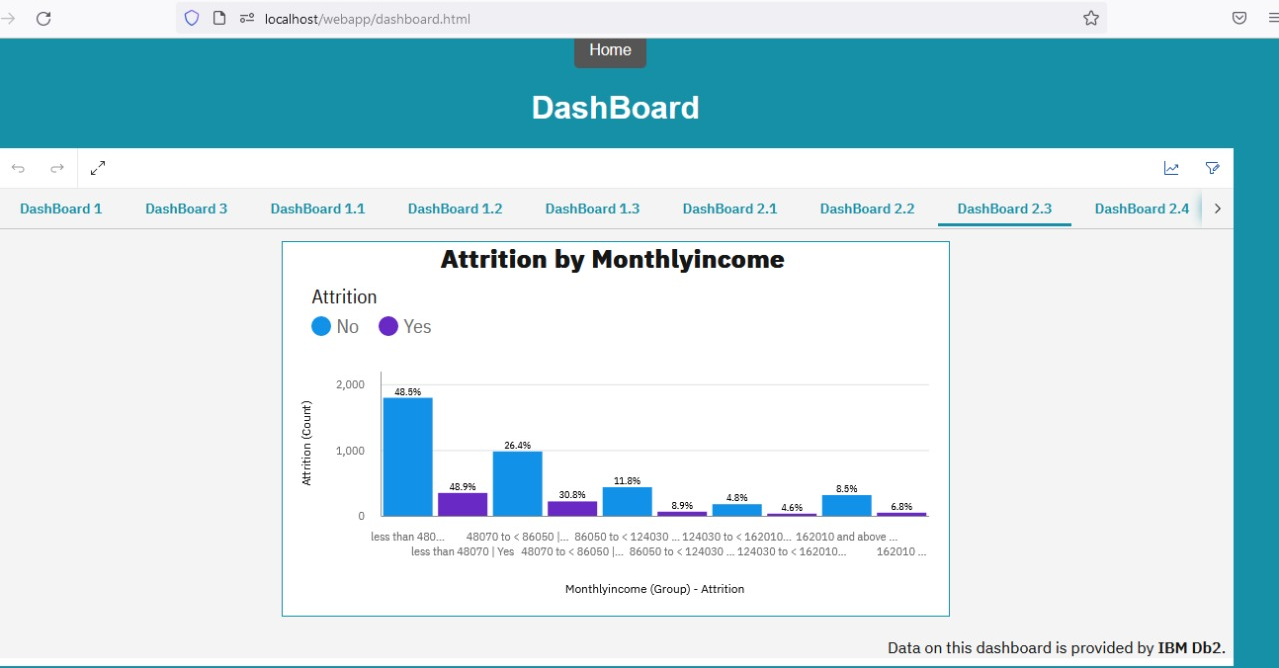 localhost/webapp/dashboard.html
Home
DashBoard
DashBoard 1 DashBoard 3 DashBoard 1.1 DashBoard 1.2 DashBoard 1.3 DashBoard 2.1 DashBoard 2.2 DashBoard 2.3 DashBoard 2.4
Attrition by Monthlyincome
Attrition
No Yes
2,000
1,000
0
Attrition (Count)
48.5%
48.9%
26.4%
30.8%
11.8%
8.9%
4.8%
4.6%
8.5%
6.8%
less than 480... 48070 to < 86050 |... 86050 to < 124030 ... 124030 to < 162010... 162010 and above ...
less than 48070 | Yes 48070 to < 86050 |... 86050 to < 124030 ... 124030 to < 162010... 162010 ...
Monthlyincome (Group) - Attrition
Data on this dashboard is provided by IBM Db2.